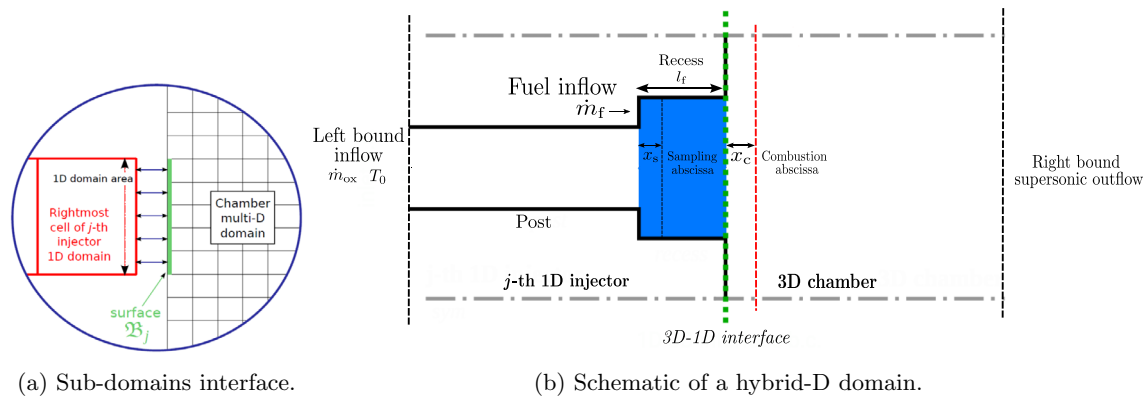 1D domain area
Rightmost
cell of j-th
injector
1D domain
Chamber
multi-D
domain
surface
𝔅j
(a) Sub-domains interface.
Recess
lf
Fuel inflow
ṁf
Left bound
inflow
ṁox T0
xs
Sampling
abscissa
xc
Combustion
abscissa
Right bound
supersonic outflow
Post
j-th 1D injector
3D chamber
3D-1D interface
(b) Schematic of a hybrid-D domain.